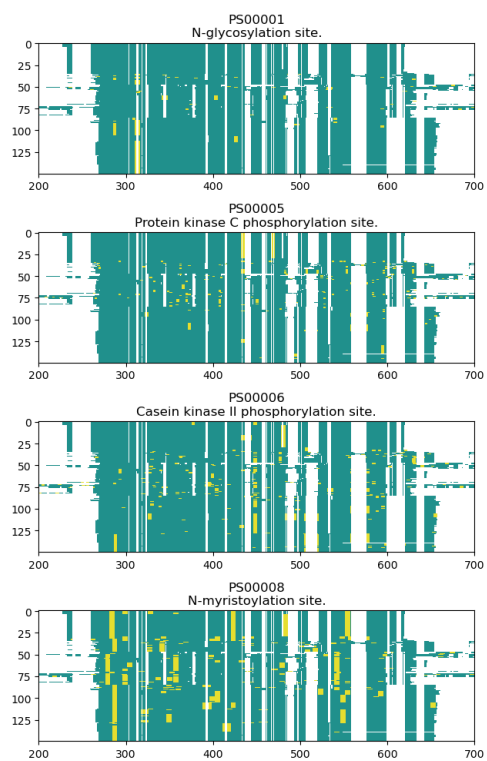 PS00001
N-glycosylation site.
0
25
50
75
100
125
200 300 400 500 600 700
PS00005
Protein kinase C phosphorylation site.
0
25
50
75
100
125
200 300 400 500 600 700
PS00006
Casein kinase II phosphorylation site.
0
25
50
75
100
125
200 300 400 500 600 700
PS00008
N-myristoylation site.
0
25
50
75
100
125
200 300 400 500 600 700